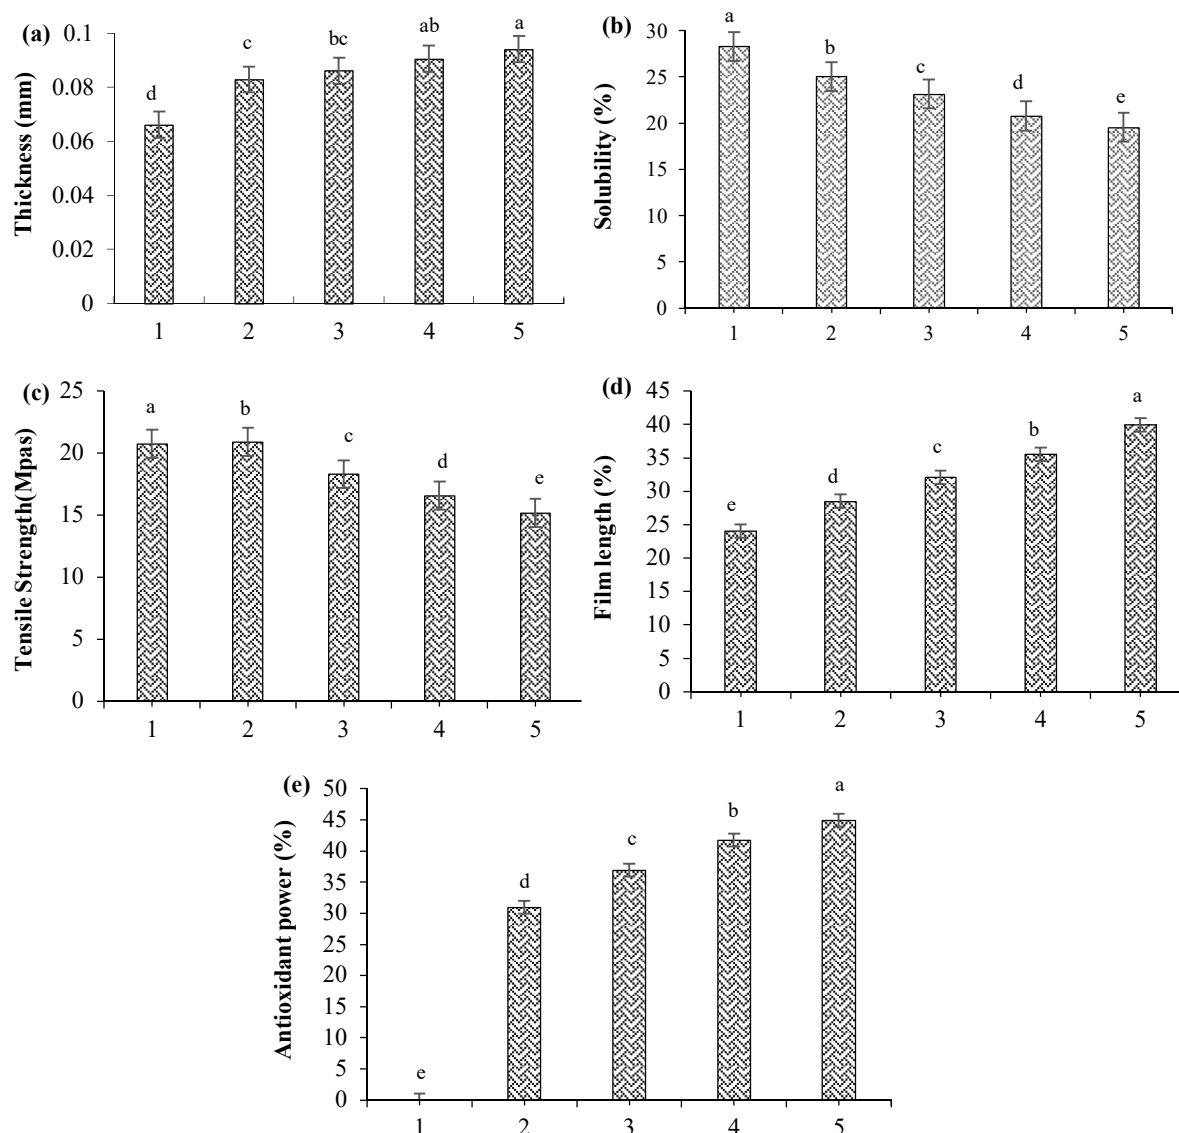 (a)
Thickness (mm)
0.1
0.08
0.06
0.04
0.02
0
d
c
bc
ab
a
1 2 3 4 5
(b)
Solubility (%)
30
25
20
15
10
5
0
a
b
c
d
e
1 2 3 4 5
(c)
Tensile Strength(Mpas)
25
20
15
10
5
0
a
b
c
d
e
1 2 3 4 5
(d)
Film length (%)
45
40
35
30
25
20
15
10
5
0
e
d
c
b
a
1 2 3 4 5
(e)
Antioxidant power (%)
50
45
40
35
30
25
20
15
10
5
0
e
d
c
b
a
1 2 3 4 5